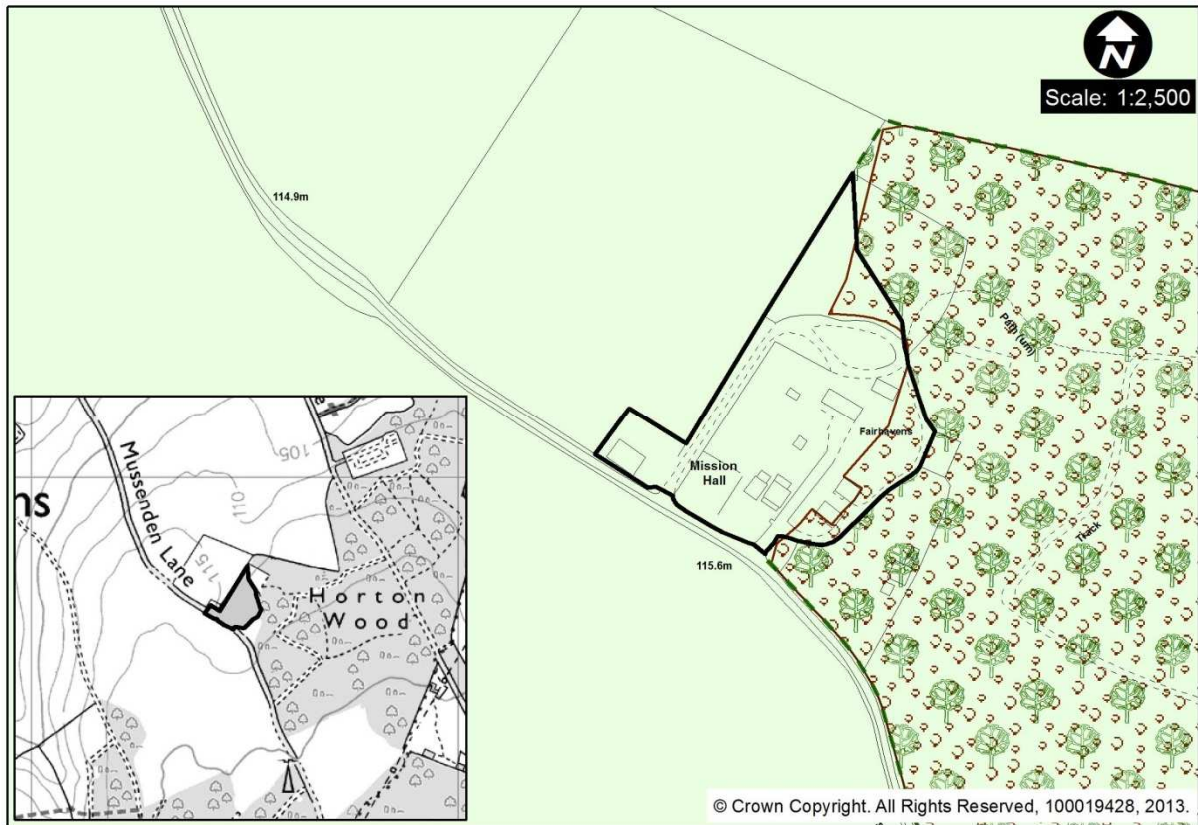 N
Scale: 1:2,500
114.9m
Path (um)
Fairhavens
Mission
Hall
Track
115.6m
Mussenden Lane
105
110
115
ns
Horton
Wood
© Crown Copyright. All Rights Reserved, 100019428, 2013.